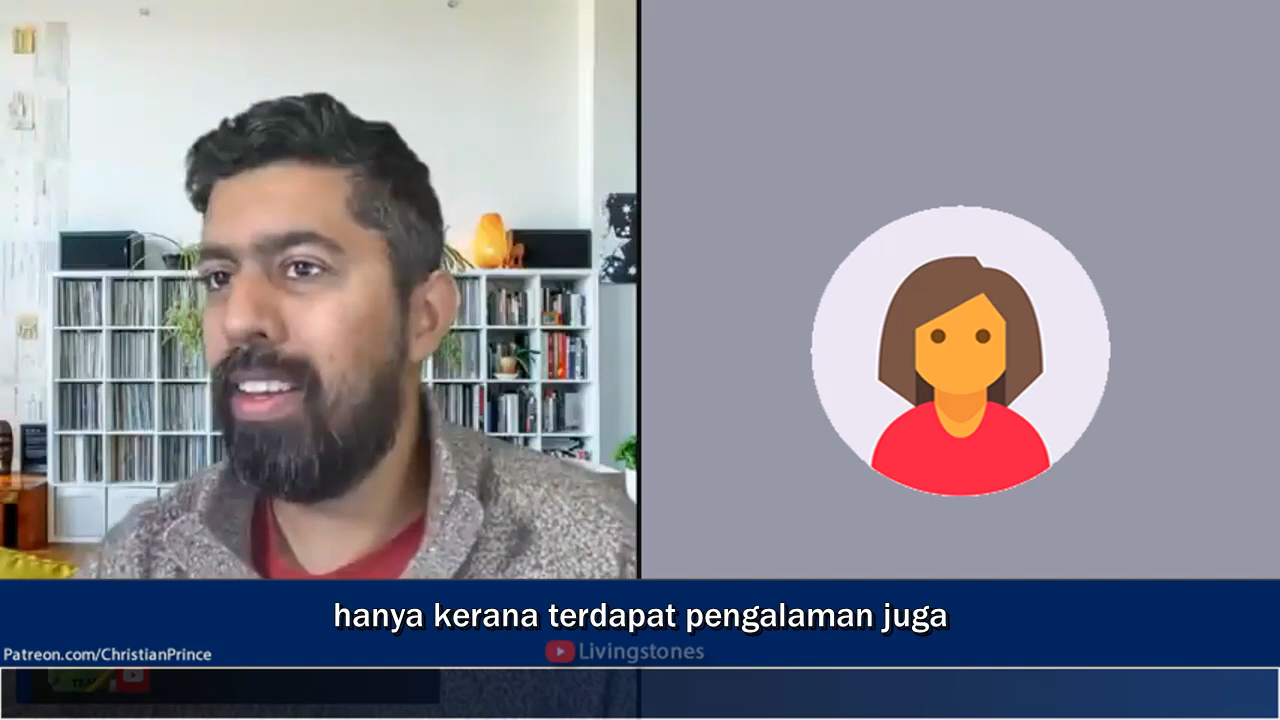 hanya kerana terdapat pengalaman juga
Patreon.com/ChristianPrince
Livingstones